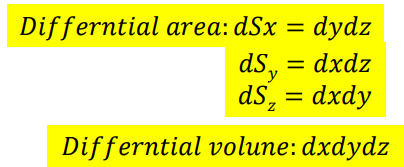 Differntial area: dSx = dydz
dS_y = dxdz
dS_z = dxdy
Differntial volune: dxdydz